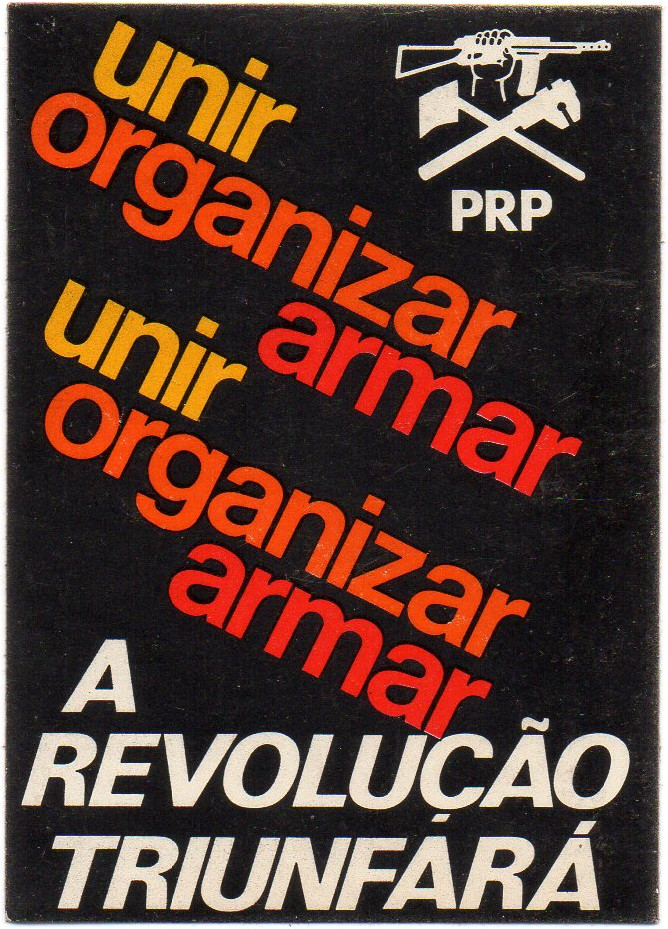 unir
organizar
armar
unir
organizar
armar
A
REVOLUÇÃO
TRIUNFARÁ
PRP